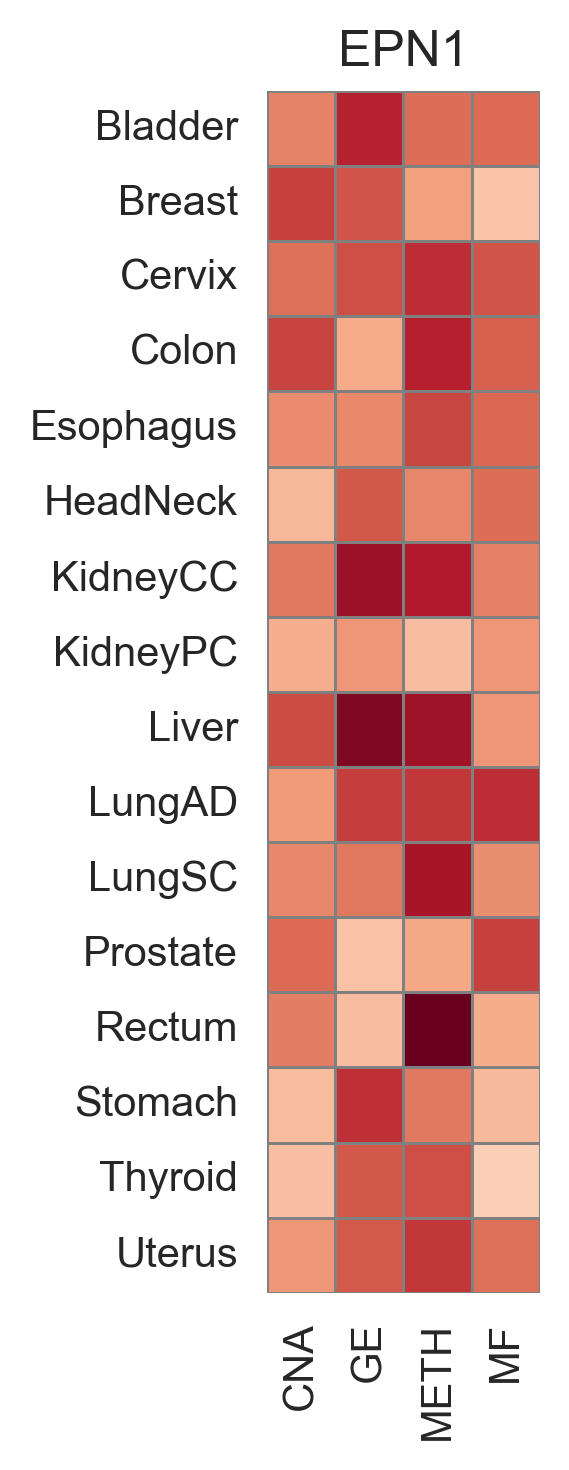 EPN1
Bladder
Breast
Cervix
Colon
Esophagus
HeadNeck
KidneyCC
KidneyPC
Liver
LungAD
LungSC
Prostate
Rectum
Stomach
Thyroid
Uterus
CNA
GE
METH
MF